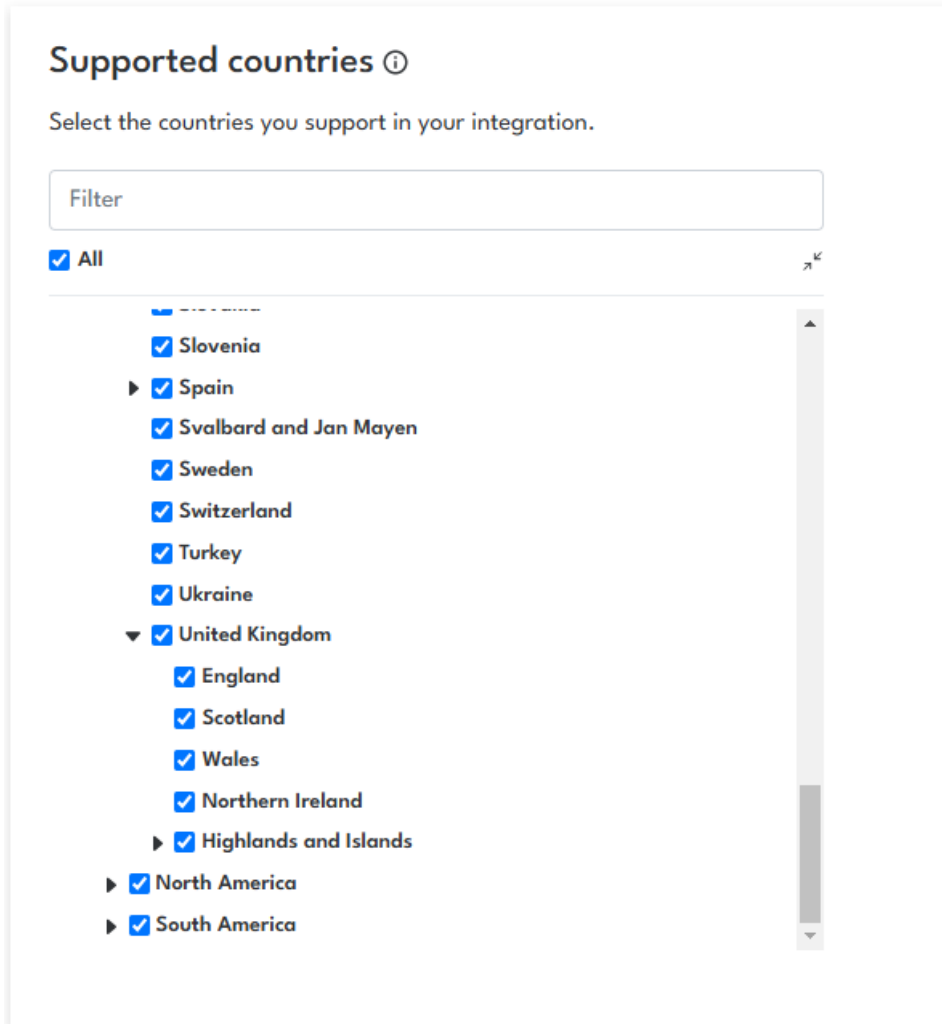 Supported countries
Select the countries you support in your integration.
Filter
All
Slovenia
Spain
Svalbard and Jan Mayen
Sweden
Switzerland
Turkey
Ukraine
United Kingdom
England
Scotland
Wales
Northern Ireland
Highlands and Islands
North America
South America